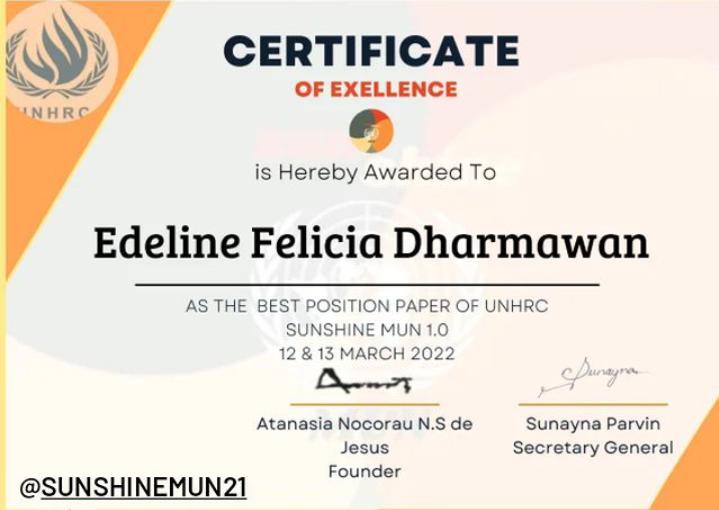 UNHRC
CERTIFICATE
OF EXELLENCE
is Hereby Awarded To
Edeline Felicia Dharmawan
AS THE BEST POSITION PAPER OF UNHRC
SUNSHINE MUN 1.0
12 & 13 MARCH 2022
Sunayna
Atanasia Nocorau N.S de
Jesus
Founder
Sunayna Parvin
Secretary General
@SUNSHINEMUN21